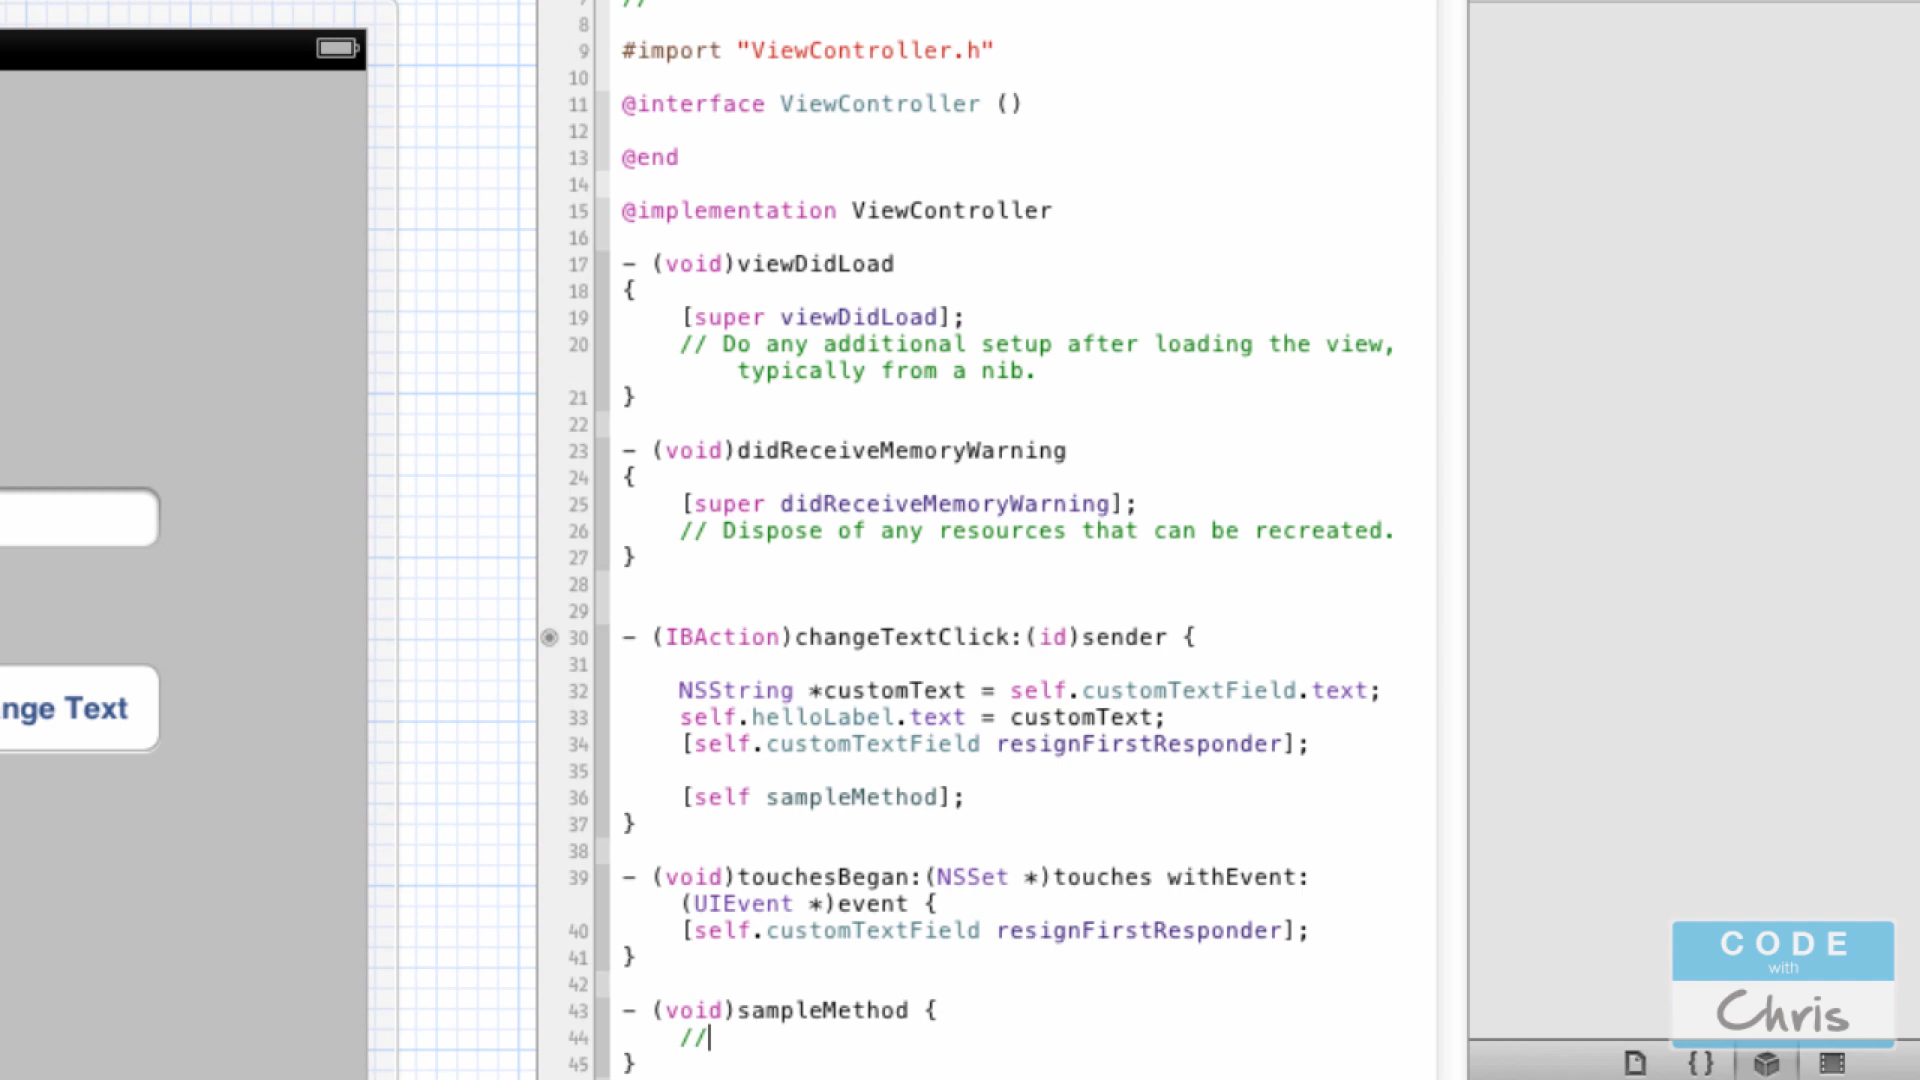 //
8
9 #import "ViewController.h"
10
11 @interface ViewController ()
12
13 @end
14
15 @implementation ViewController
16
17 - (void)viewDidLoad
18 {
19 [super viewDidLoad];
20 // Do any additional setup after loading the view,
typically from a nib.
21 }
22
23 - (void)didReceiveMemoryWarning
24 {
25 [super didReceiveMemoryWarning];
26 // Dispose of any resources that can be recreated.
27 }
28
29
30 - (IBAction)changeTextClick:(id)sender {
31
32 NSString *customText = self.customTextField.text;
33 self.helloLabel.text = customText;
34 [self.customTextField resignFirstResponder];
35
36 [self sampleMethod];
37 }
38
39 - (void)touchesBegan:(NSSet *)touches withEvent:
(UIEvent *)event {
40 [self.customTextField resignFirstResponder];
41 }
42
43 - (void)sampleMethod {
44 //
45 }
nge Text
CODE
with
Chris
{}